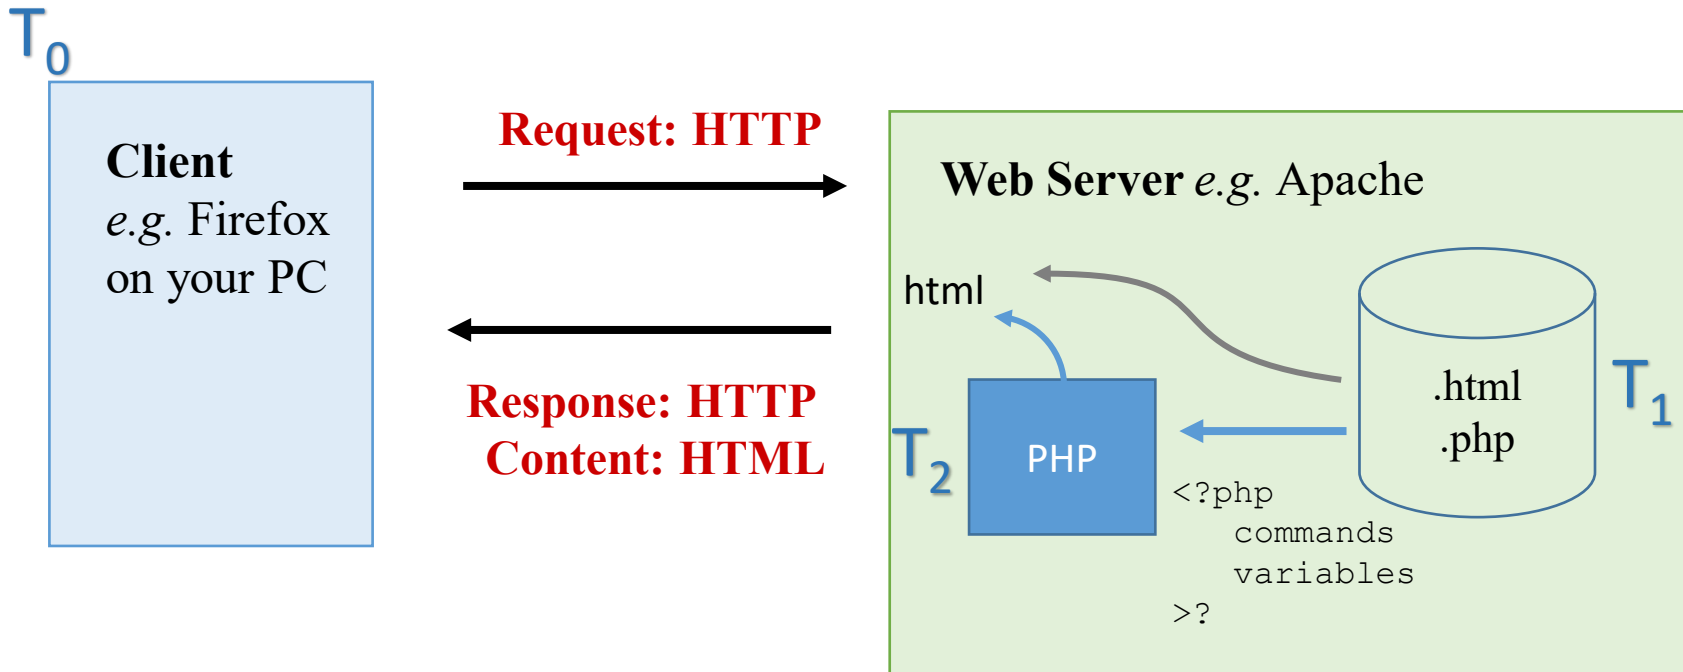 T0
Client
e.g. Firefox
on your PC
Request: HTTP
Response: HTTP
Content: HTML
Web Server e.g. Apache
html
.html
.php
T1
T2
PHP
<?php
commands
variables
>?